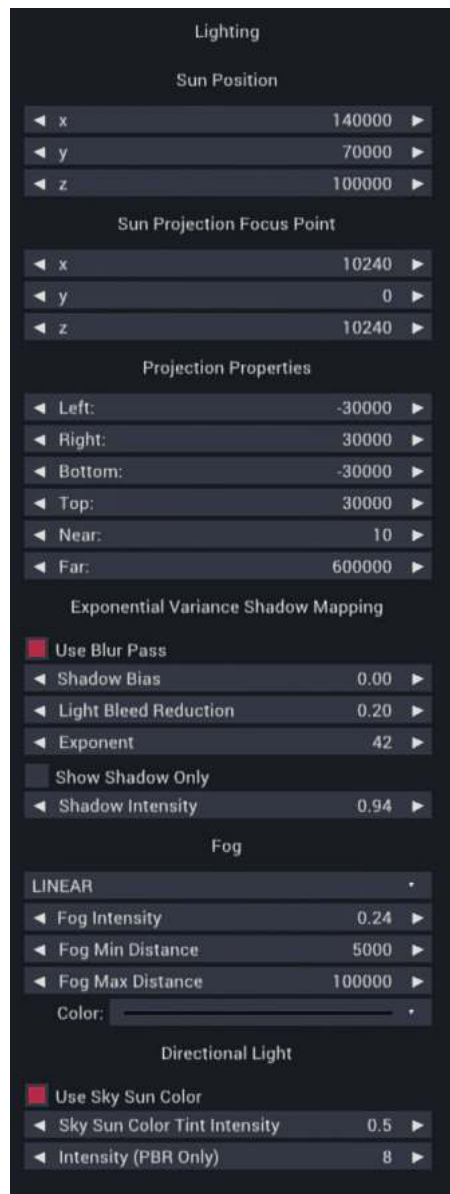 Lighting
Sun Position
x 140000
y 70000
z 100000
Sun Projection Focus Point
x 10240
y 0
z 10240
Projection Properties
Left: -30000
Right: 30000
Bottom: -30000
Top: 30000
Near: 10
Far: 600000
Exponential Variance Shadow Mapping
Use Blur Pass
Shadow Bias 0.00
Light Bleed Reduction 0.20
Exponent 42
Show Shadow Only
Shadow Intensity 0.94
Fog
LINEAR
Fog Intensity 0.24
Fog Min Distance 5000
Fog Max Distance 100000
Color:
Directional Light
Use Sky Sun Color
Sky Sun Color Tint Intensity 0.5
Intensity (PBR Only) 8